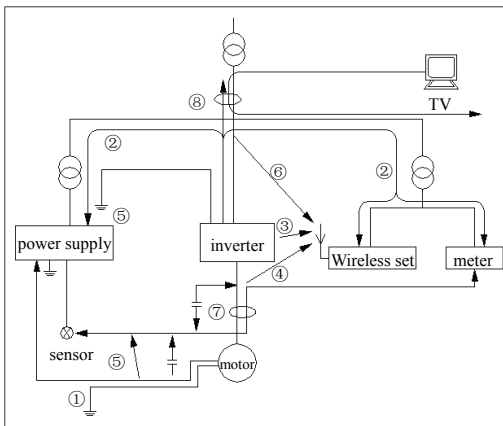 TV
⑧
②
②
⑥
⑤
power supply
inverter
③
Wireless set
meter
④
⑦
sensor
⑤
motor
①